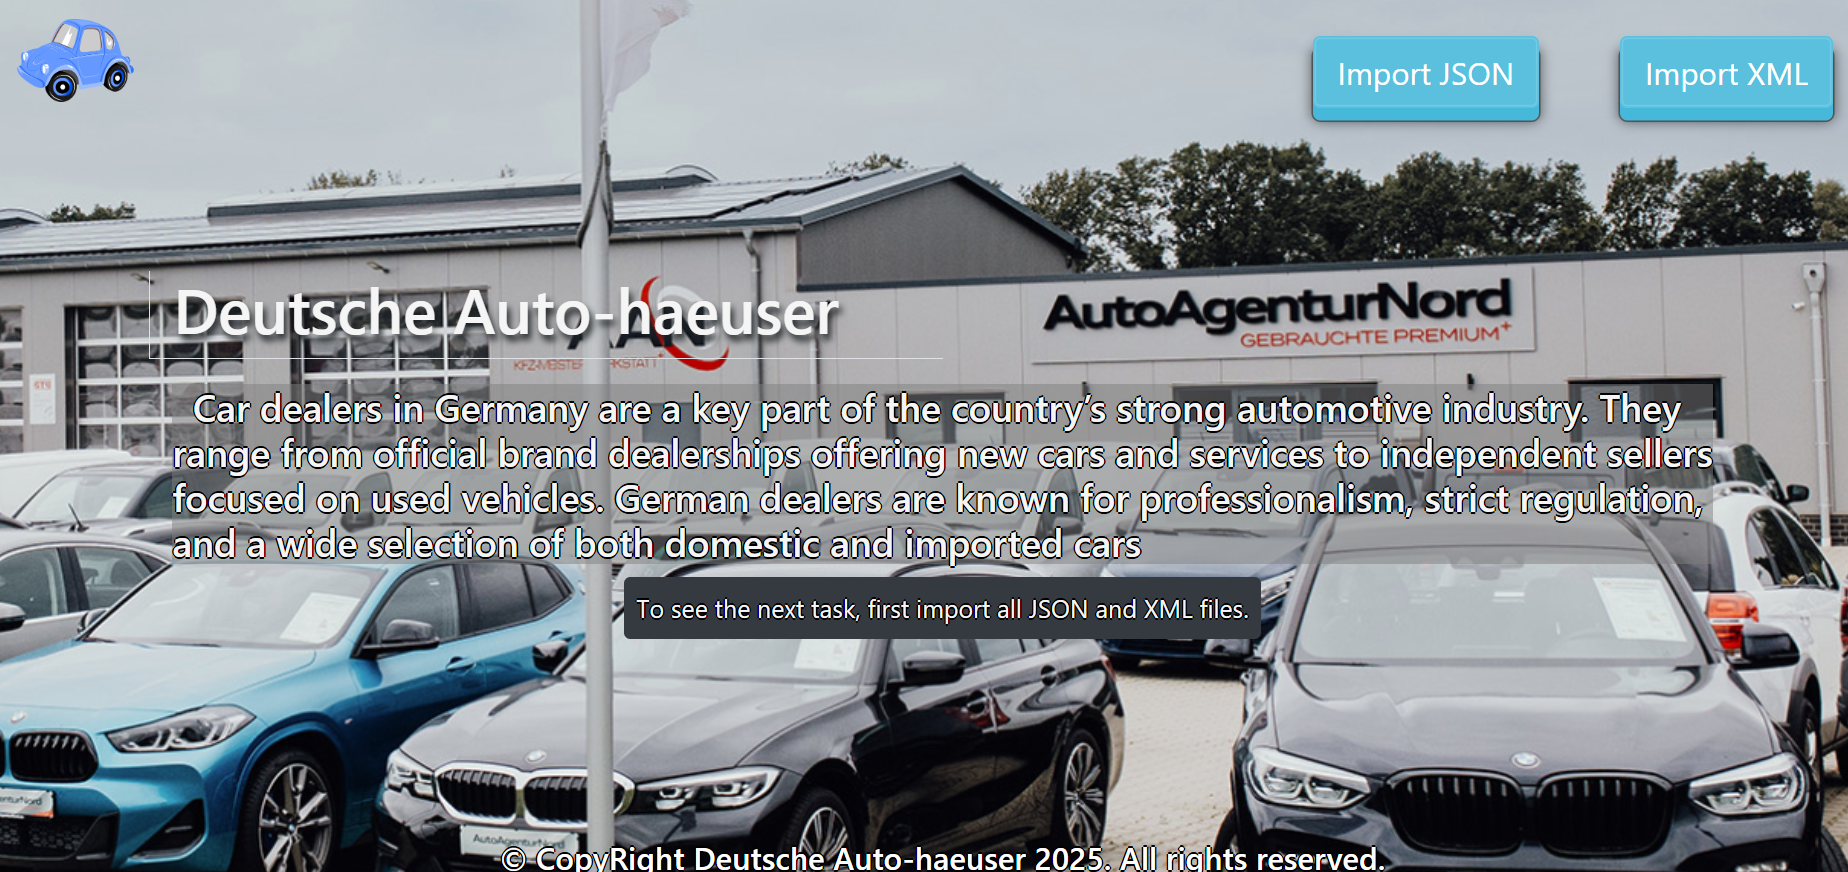 Import JSON
Import XML
Deutsche Auto-haeuser
AutoAgenturNord
GEBRAUCHTE PREMIUM+
AAN
KFZ-MEISTER
Car dealers in Germany are a key part of the country’s strong automotive industry. They
range from official brand dealerships offering new cars and services to independent sellers
focused on used vehicles. German dealers are known for professionalism, strict regulation,
and a wide selection of both domestic and imported cars
To see the next task, first import all JSON and XML files.
AutoAgenturNord
© CopyRight Deutsche Auto-haeuser 2025. All rights reserved.